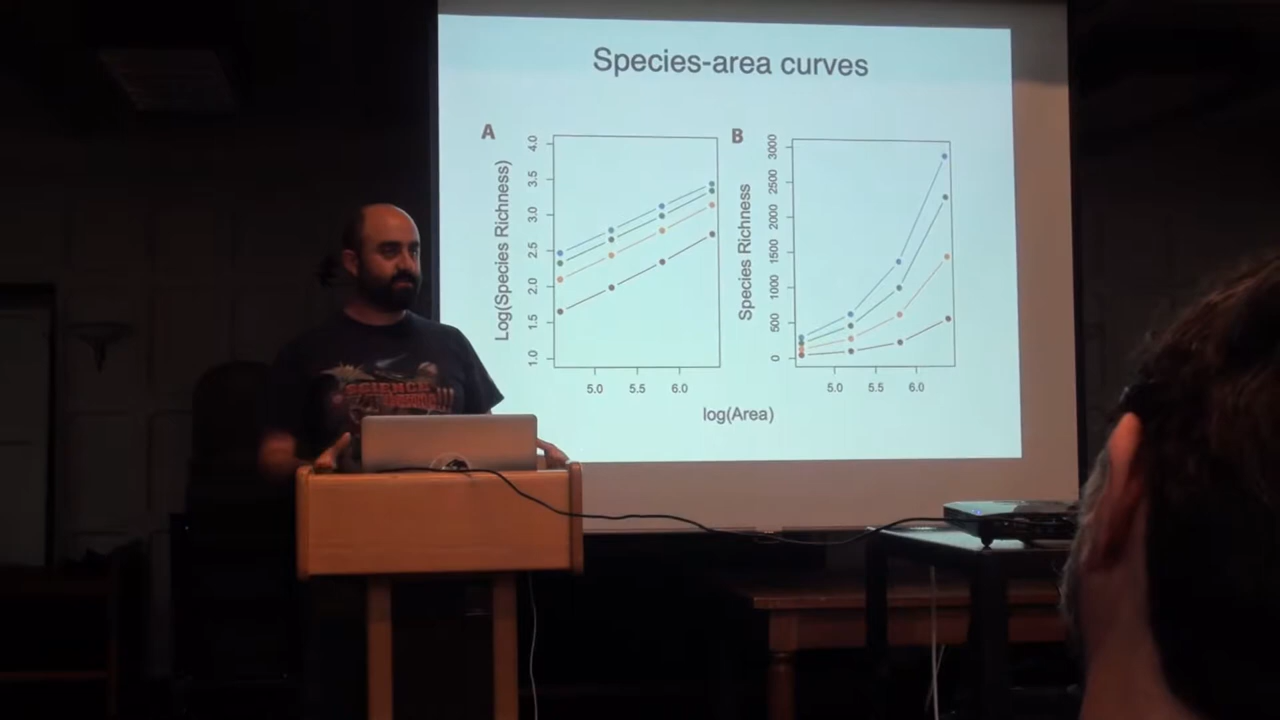 Species-area curves
A
B
Log(Species Richness)
4.0
3.5
3.0
2.5
2.0
1.5
1.0
5.0 5.5 6.0
Species Richness
3000
2500
2000
1500
1000
500
0
5.0 5.5 6.0
log(Area)
SCIENCE